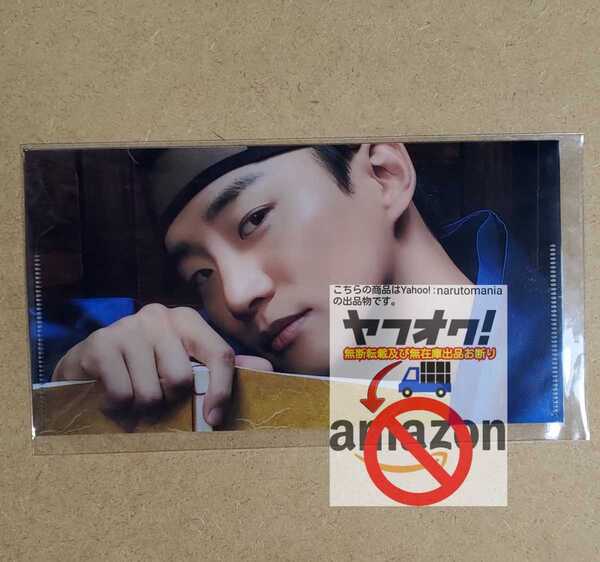 こちらの商品はYahoo!:narutomania
の出品物です。
ヤフオク!
無断転載及び無在庫出品お断り
amazon